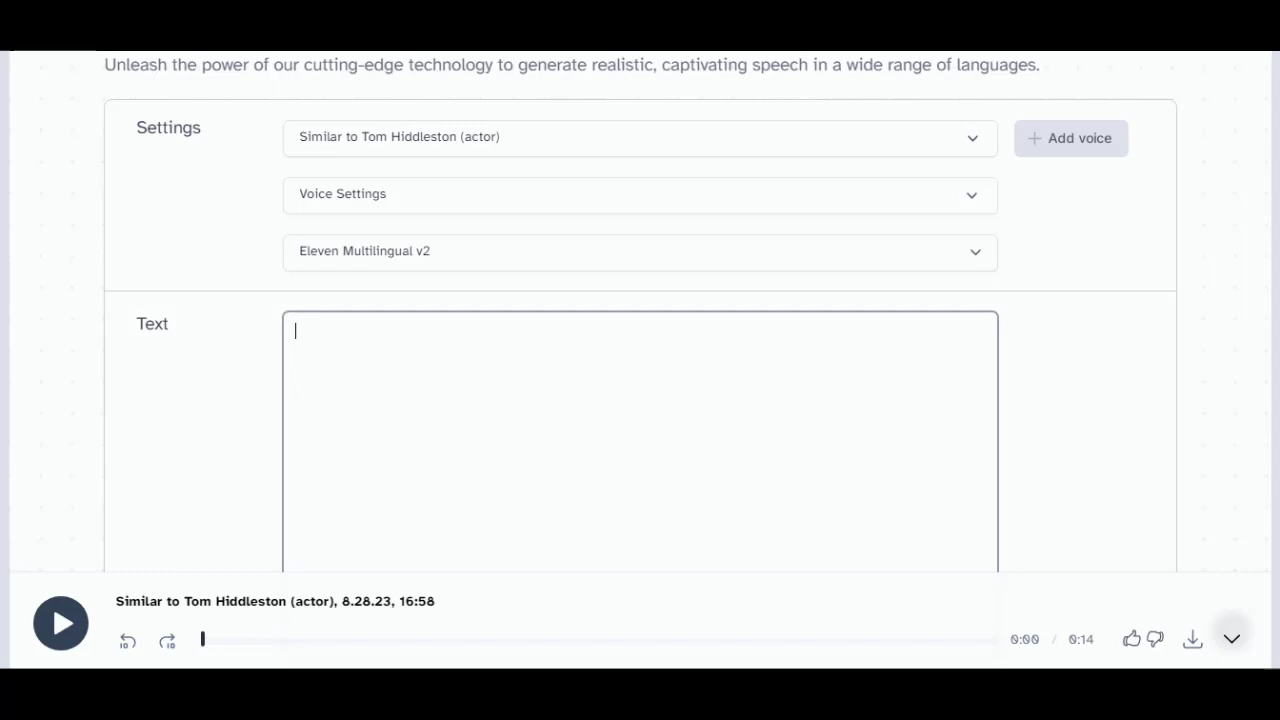 Unleash the power of our cutting-edge technology to generate realistic, captivating speech in a wide range of languages.
Settings
Similar to Tom Hiddleston (actor)
+ Add voice
Voice Settings
Eleven Multilingual v2
Text
Similar to Tom Hiddleston (actor), 8.28.23, 16:58
10
10
0:00 / 0:14